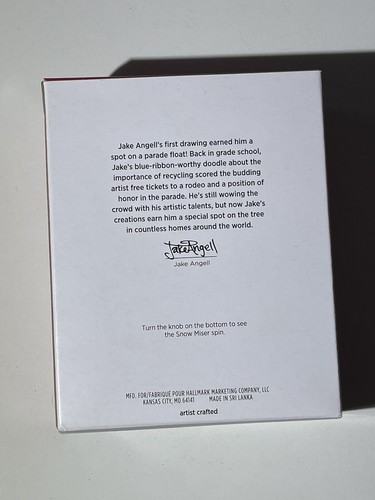 Jake Angell's first drawing earned him a
spot on a parade float! Back in grade school,
Jake's blue-ribbon-worthy doodle about the
importance of recycling scored the budding
artist free tickets to a rodeo and a position of
honor in the parade. He's still wowing the
crowd with his artistic talents, but now Jake's
creations earn him a special spot on the tree
in countless homes around the world.
Jake Angell
Jake Angell
Turn the knob on the bottom to see
the Snow Miser spin.
MFD. FOR/FABRIQUÉ POUR HALLMARK MARKETING COMPANY, LLC
KANSAS CITY, MO 64141 MADE IN SRI LANKA
artist crafted